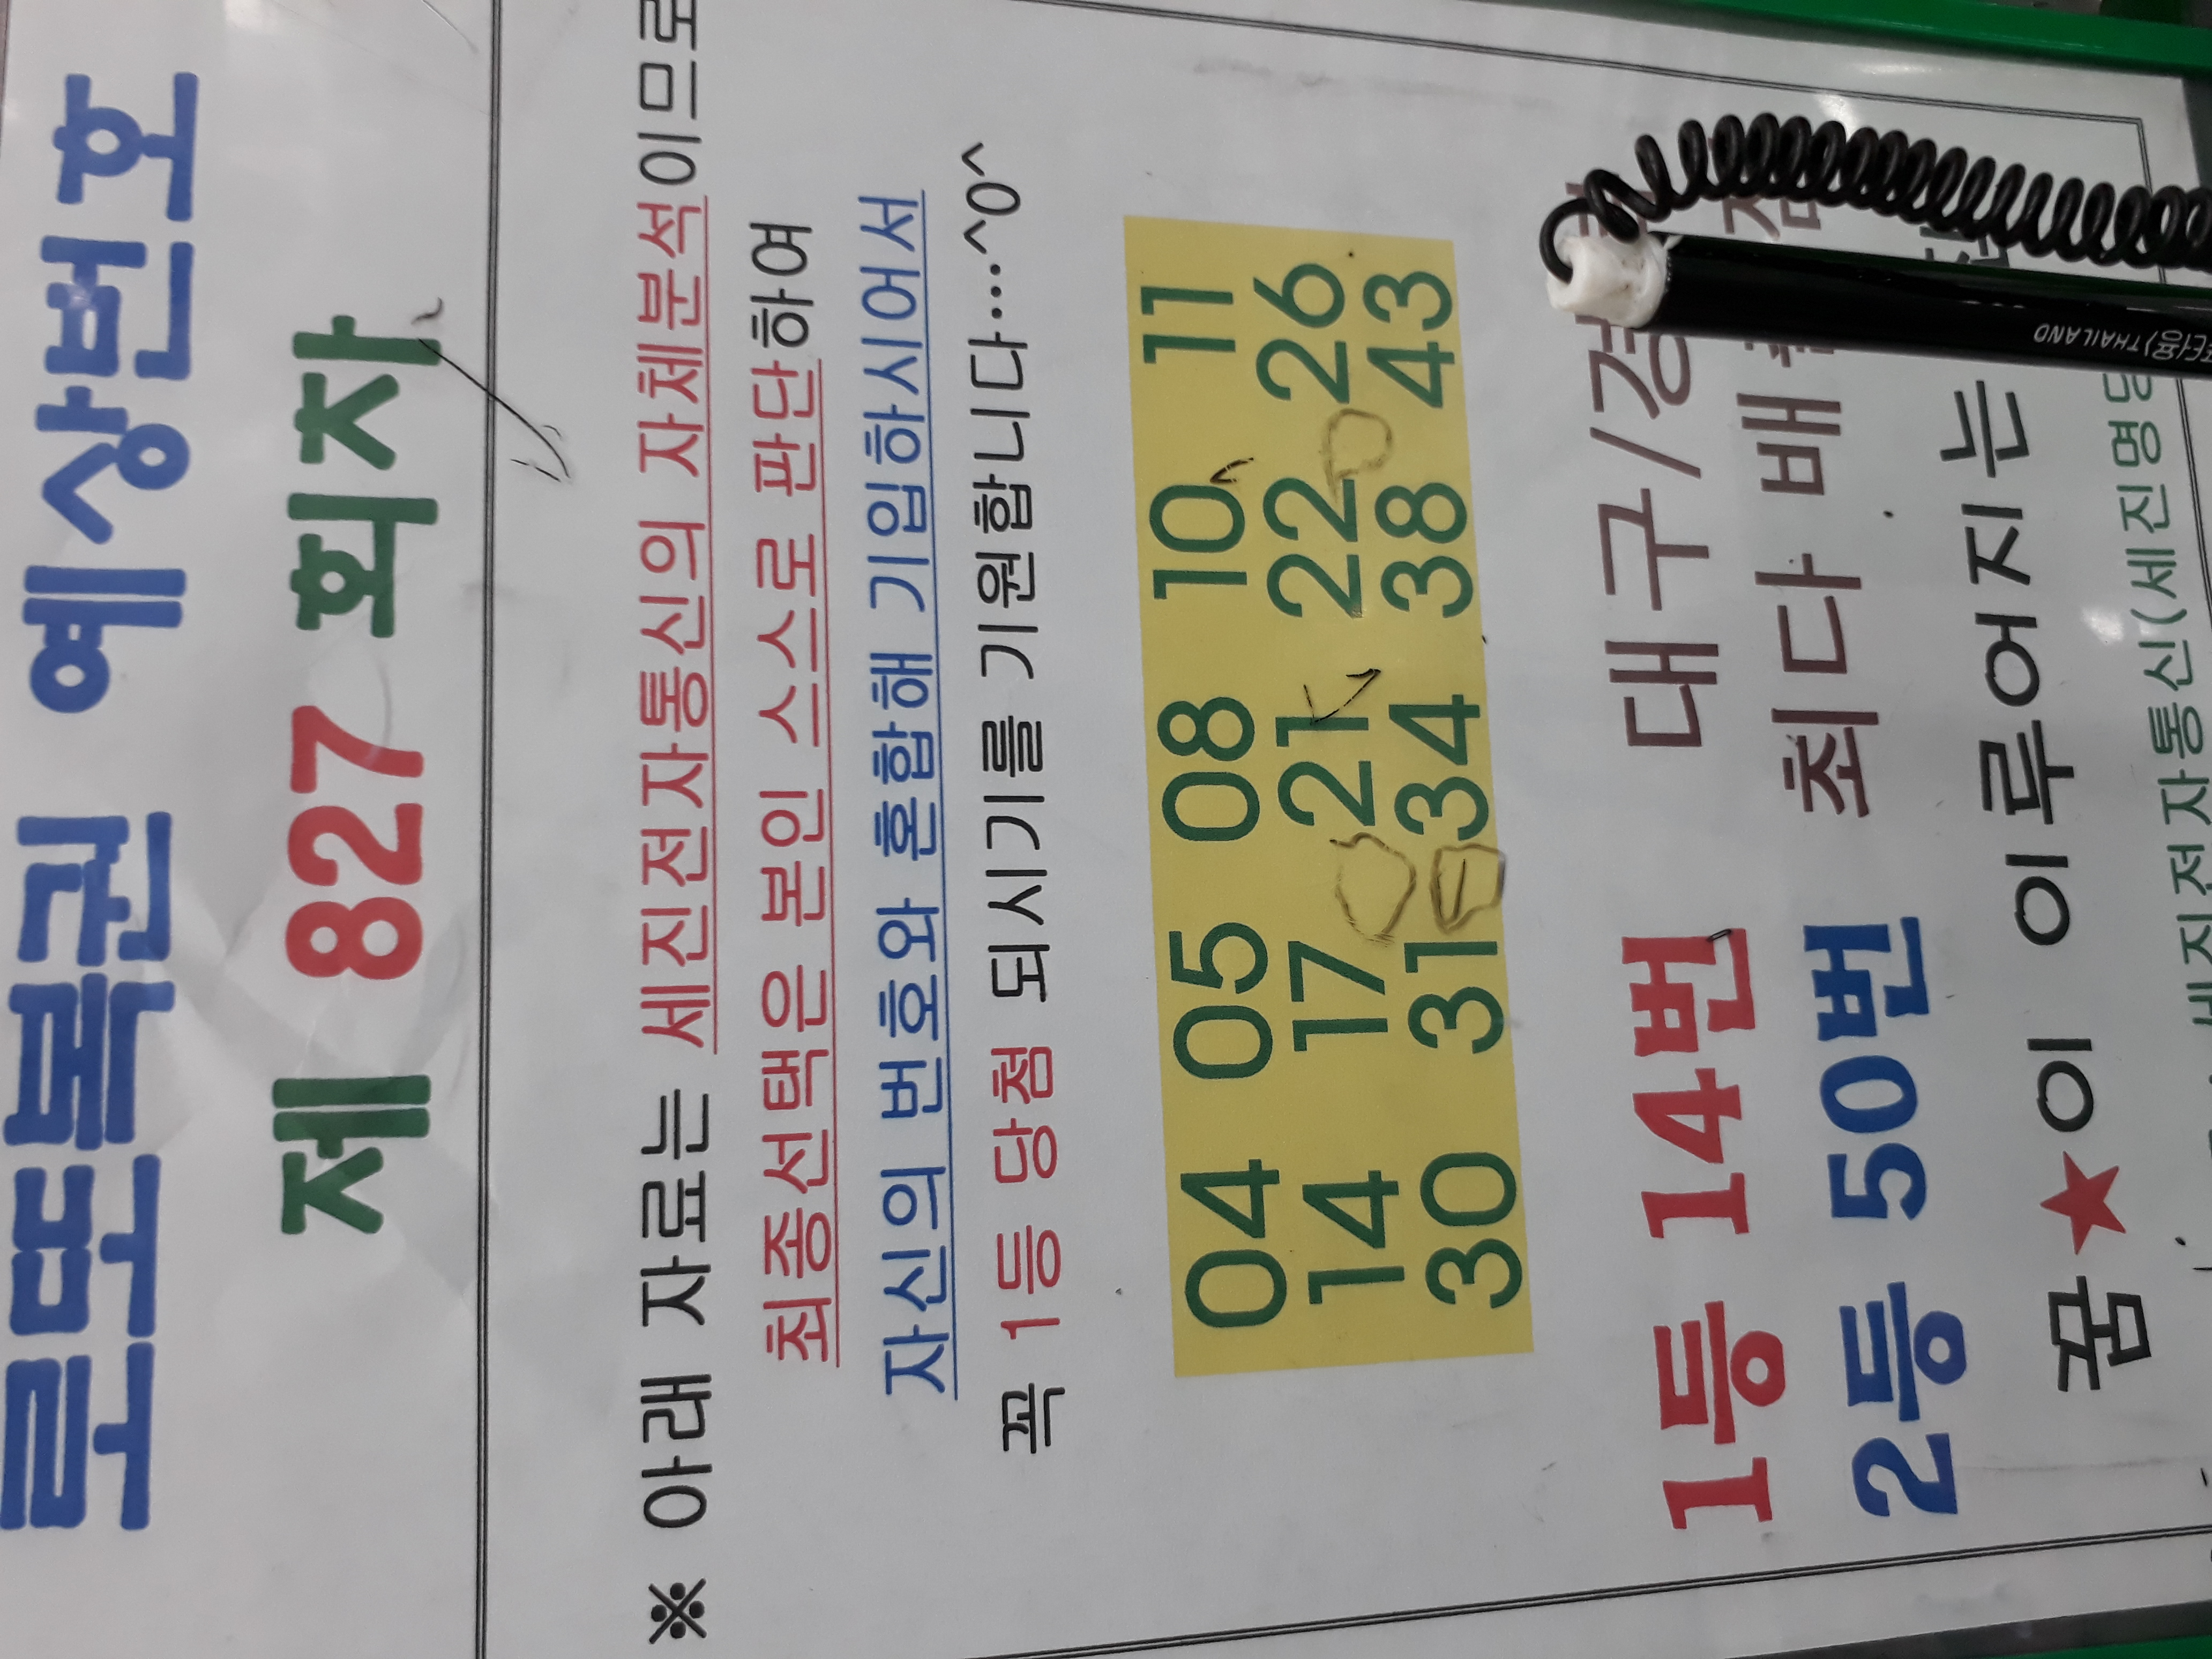 로또복권 예상번호
제 827 회차
※ 아래 자료는 세진전자통신의 자체분석이므로
최종선택은 본인 스스로 판단하여
자신의 번호와 혼합해 기입하시어서
꼭 1등 당첨 되시기를 기원합니다....^0^
04 05 08 10 11
14 17 21 22 26
30 31 34 38 43
1등 14번 대구/경
2등 50번 최다 배
꿈★이 이 이루어지는
세진전자통신(세진명당
THAILAND